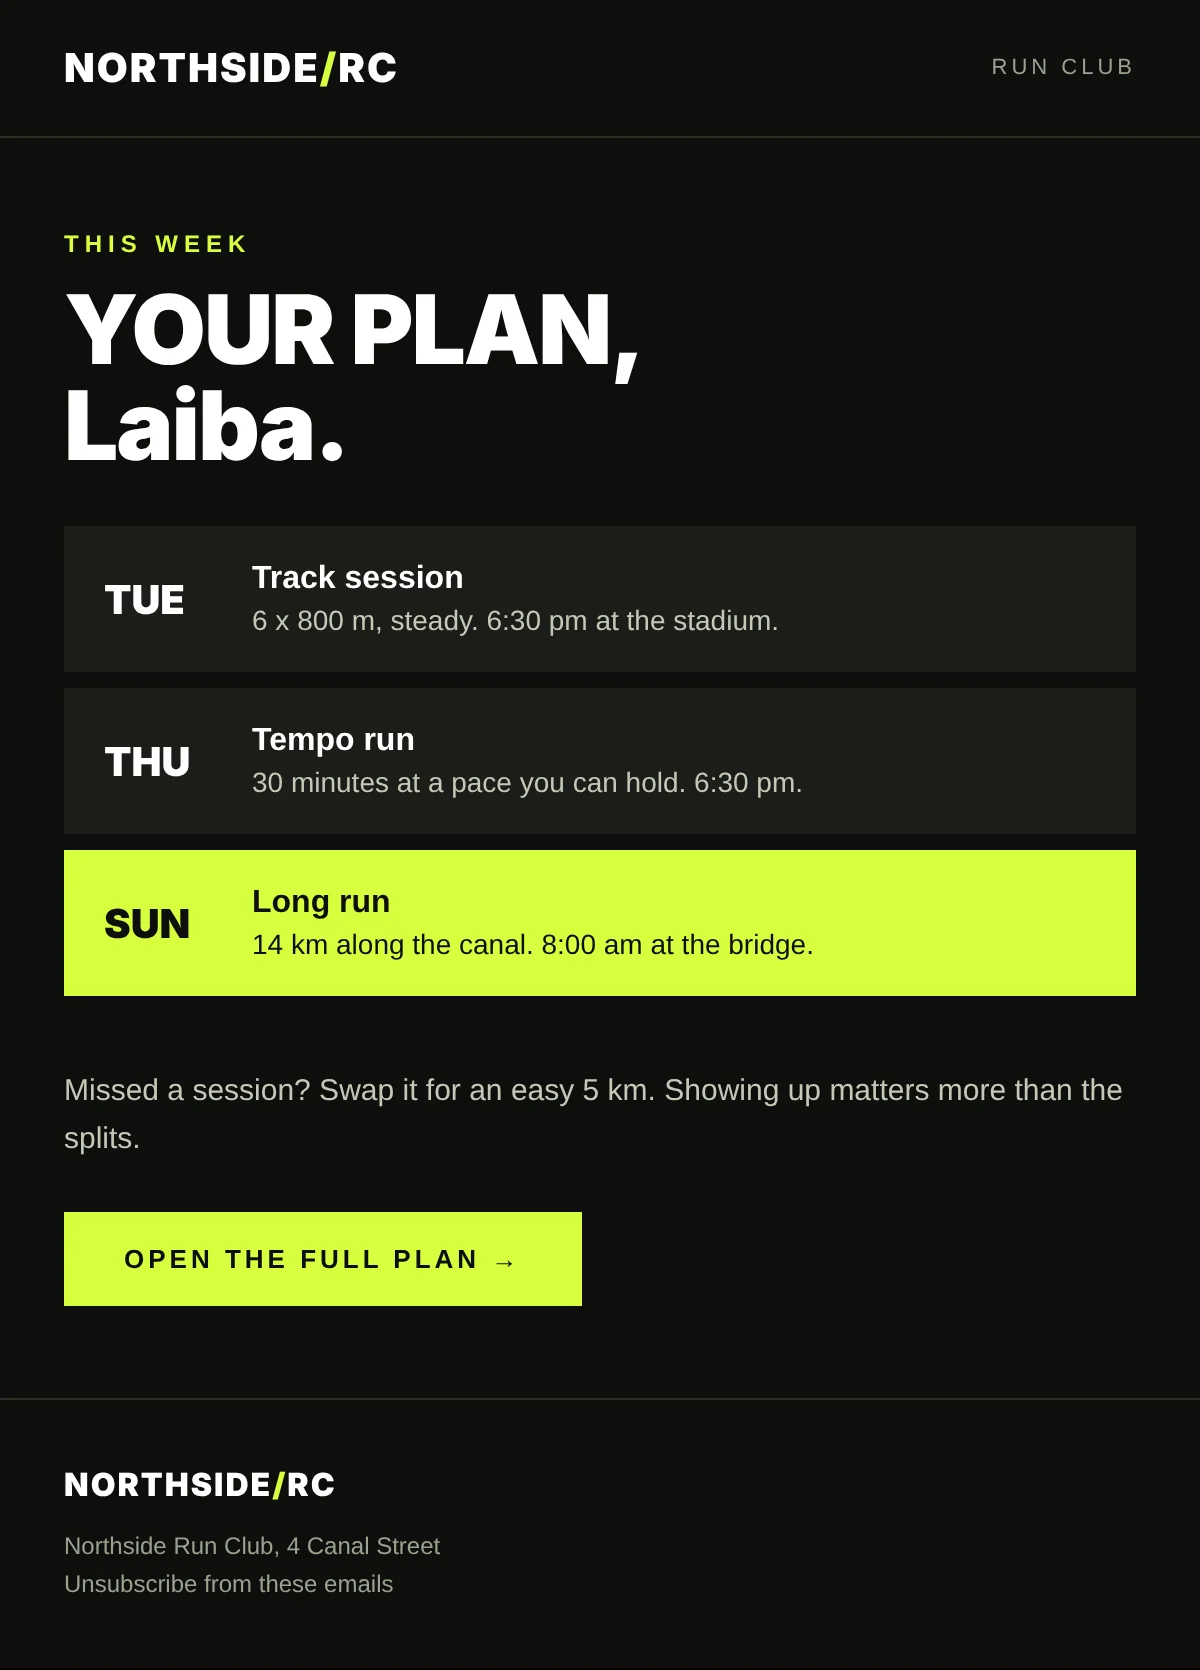 NORTHSIDE/RC
RUN CLUB
THIS WEEK
YOUR PLAN,
Laiba.
TUE
Track session
6 x 800 m, steady. 6:30 pm at the stadium.
THU
Tempo run
30 minutes at a pace you can hold. 6:30 pm.
SUN
Long run
14 km along the canal. 8:00 am at the bridge.
Missed a session? Swap it for an easy 5 km. Showing up matters more than the
splits.
OPEN THE FULL PLAN →
NORTHSIDE/RC
Northside Run Club, 4 Canal Street
Unsubscribe from these emails